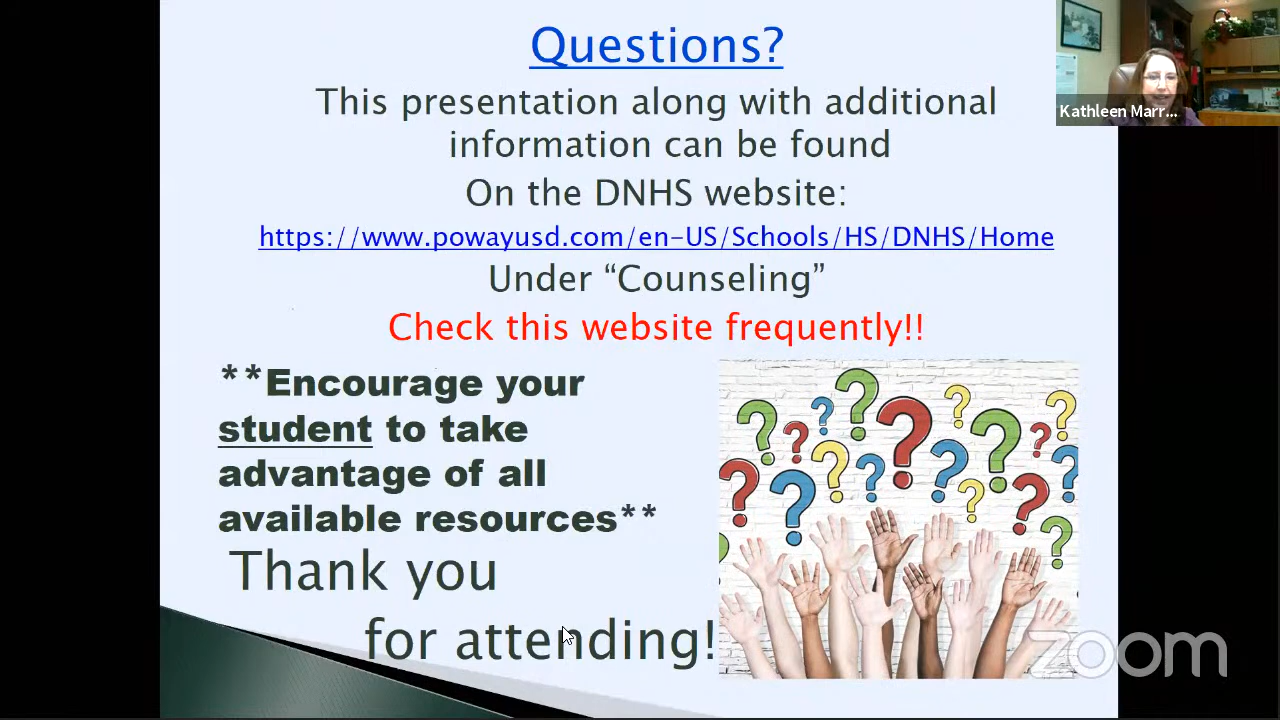 Questions?
This presentation along with additional
information can be found
On the DNHS website:
https://www.powayusd.com/en-US/Schools/HS/DNHS/Home
Under “Counseling”
Check this website frequently!!
**Encourage your
student to take
advantage of all
available resources**
Thank you
for attending!
Kathleen Marr...
zoom